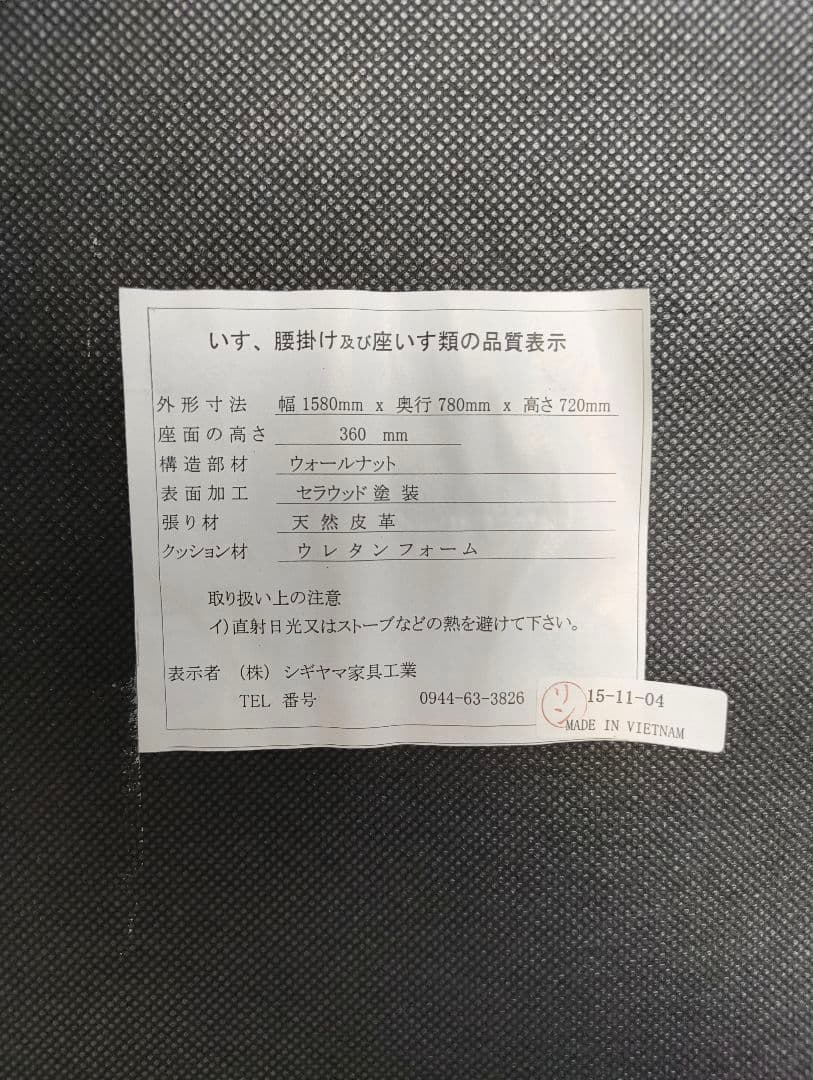 いす、腰掛け及び座いす類の品質表示
外形寸法 幅 1580mm x 奥行 780mm x 高さ 720mm
座面の高さ 360 mm
構造部材 ウォールナット
表面加工 セラウッド塗装
張り材 天然皮革
クッション材 ウレタンフォーム
取り扱い上の注意
イ)直射日光又はストーブなどの熱を避けて下さい。
表示者 (株) シギヤマ家具工業
TEL 番号 0944-63-3826
リン 15-11-04
MADE IN VIETNAM